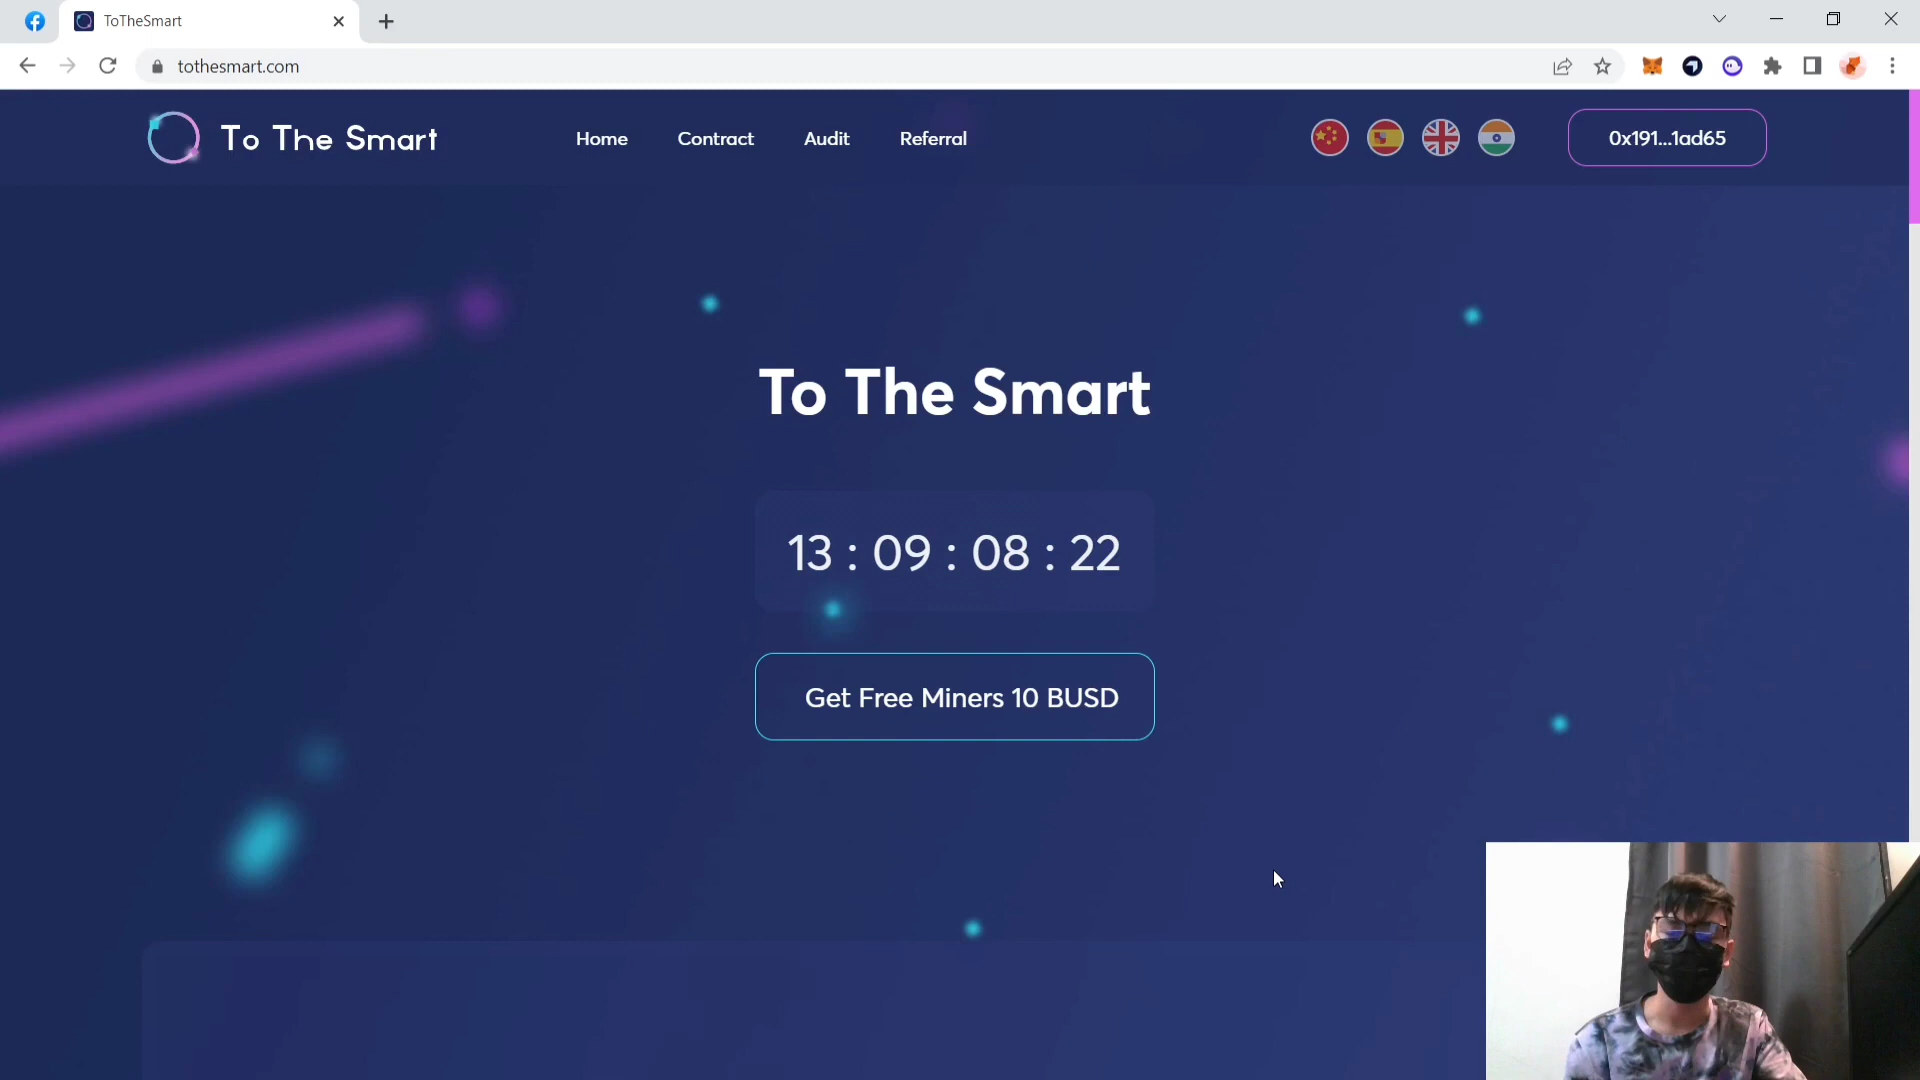 ToTheSmart
tothesmart.com
To The Smart
Home
Contract
Audit
Referral
0x191...1ad65
To The Smart
13 : 09 : 08 : 22
Get Free Miners 10 BUSD